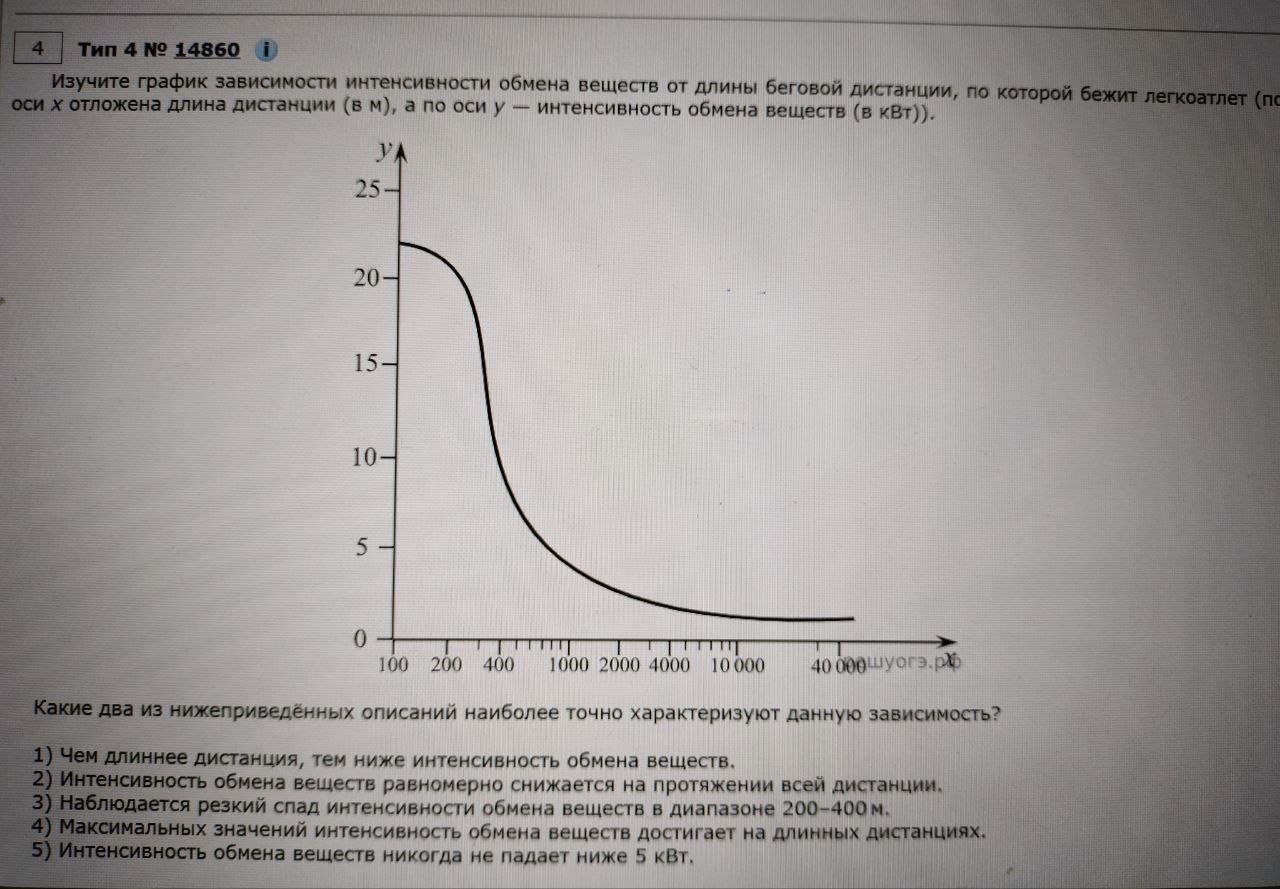 4 Тип 4 № 14860 i
Изучите график зависимости интенсивности обмена веществ от длины беговой дистанции, по которой бежит легкоатлет (по
оси x отложена длина дистанции (в м), а по оси y — интенсивность обмена веществ (в кВт)).
y
25
20
15
10
5
0
100 200 400 1000 2000 4000 10 000 40 000 x
решуогэ.рф
Какие два из нижеприведённых описаний наиболее точно характеризуют данную зависимость?
1) Чем длиннее дистанция, тем ниже интенсивность обмена веществ.
2) Интенсивность обмена веществ равномерно снижается на протяжении всей дистанции.
3) Наблюдается резкий спад интенсивности обмена веществ в диапазоне 200–400 м.
4) Максимальных значений интенсивность обмена веществ достигает на длинных дистанциях.
5) Интенсивность обмена веществ никогда не падает ниже 5 кВт.